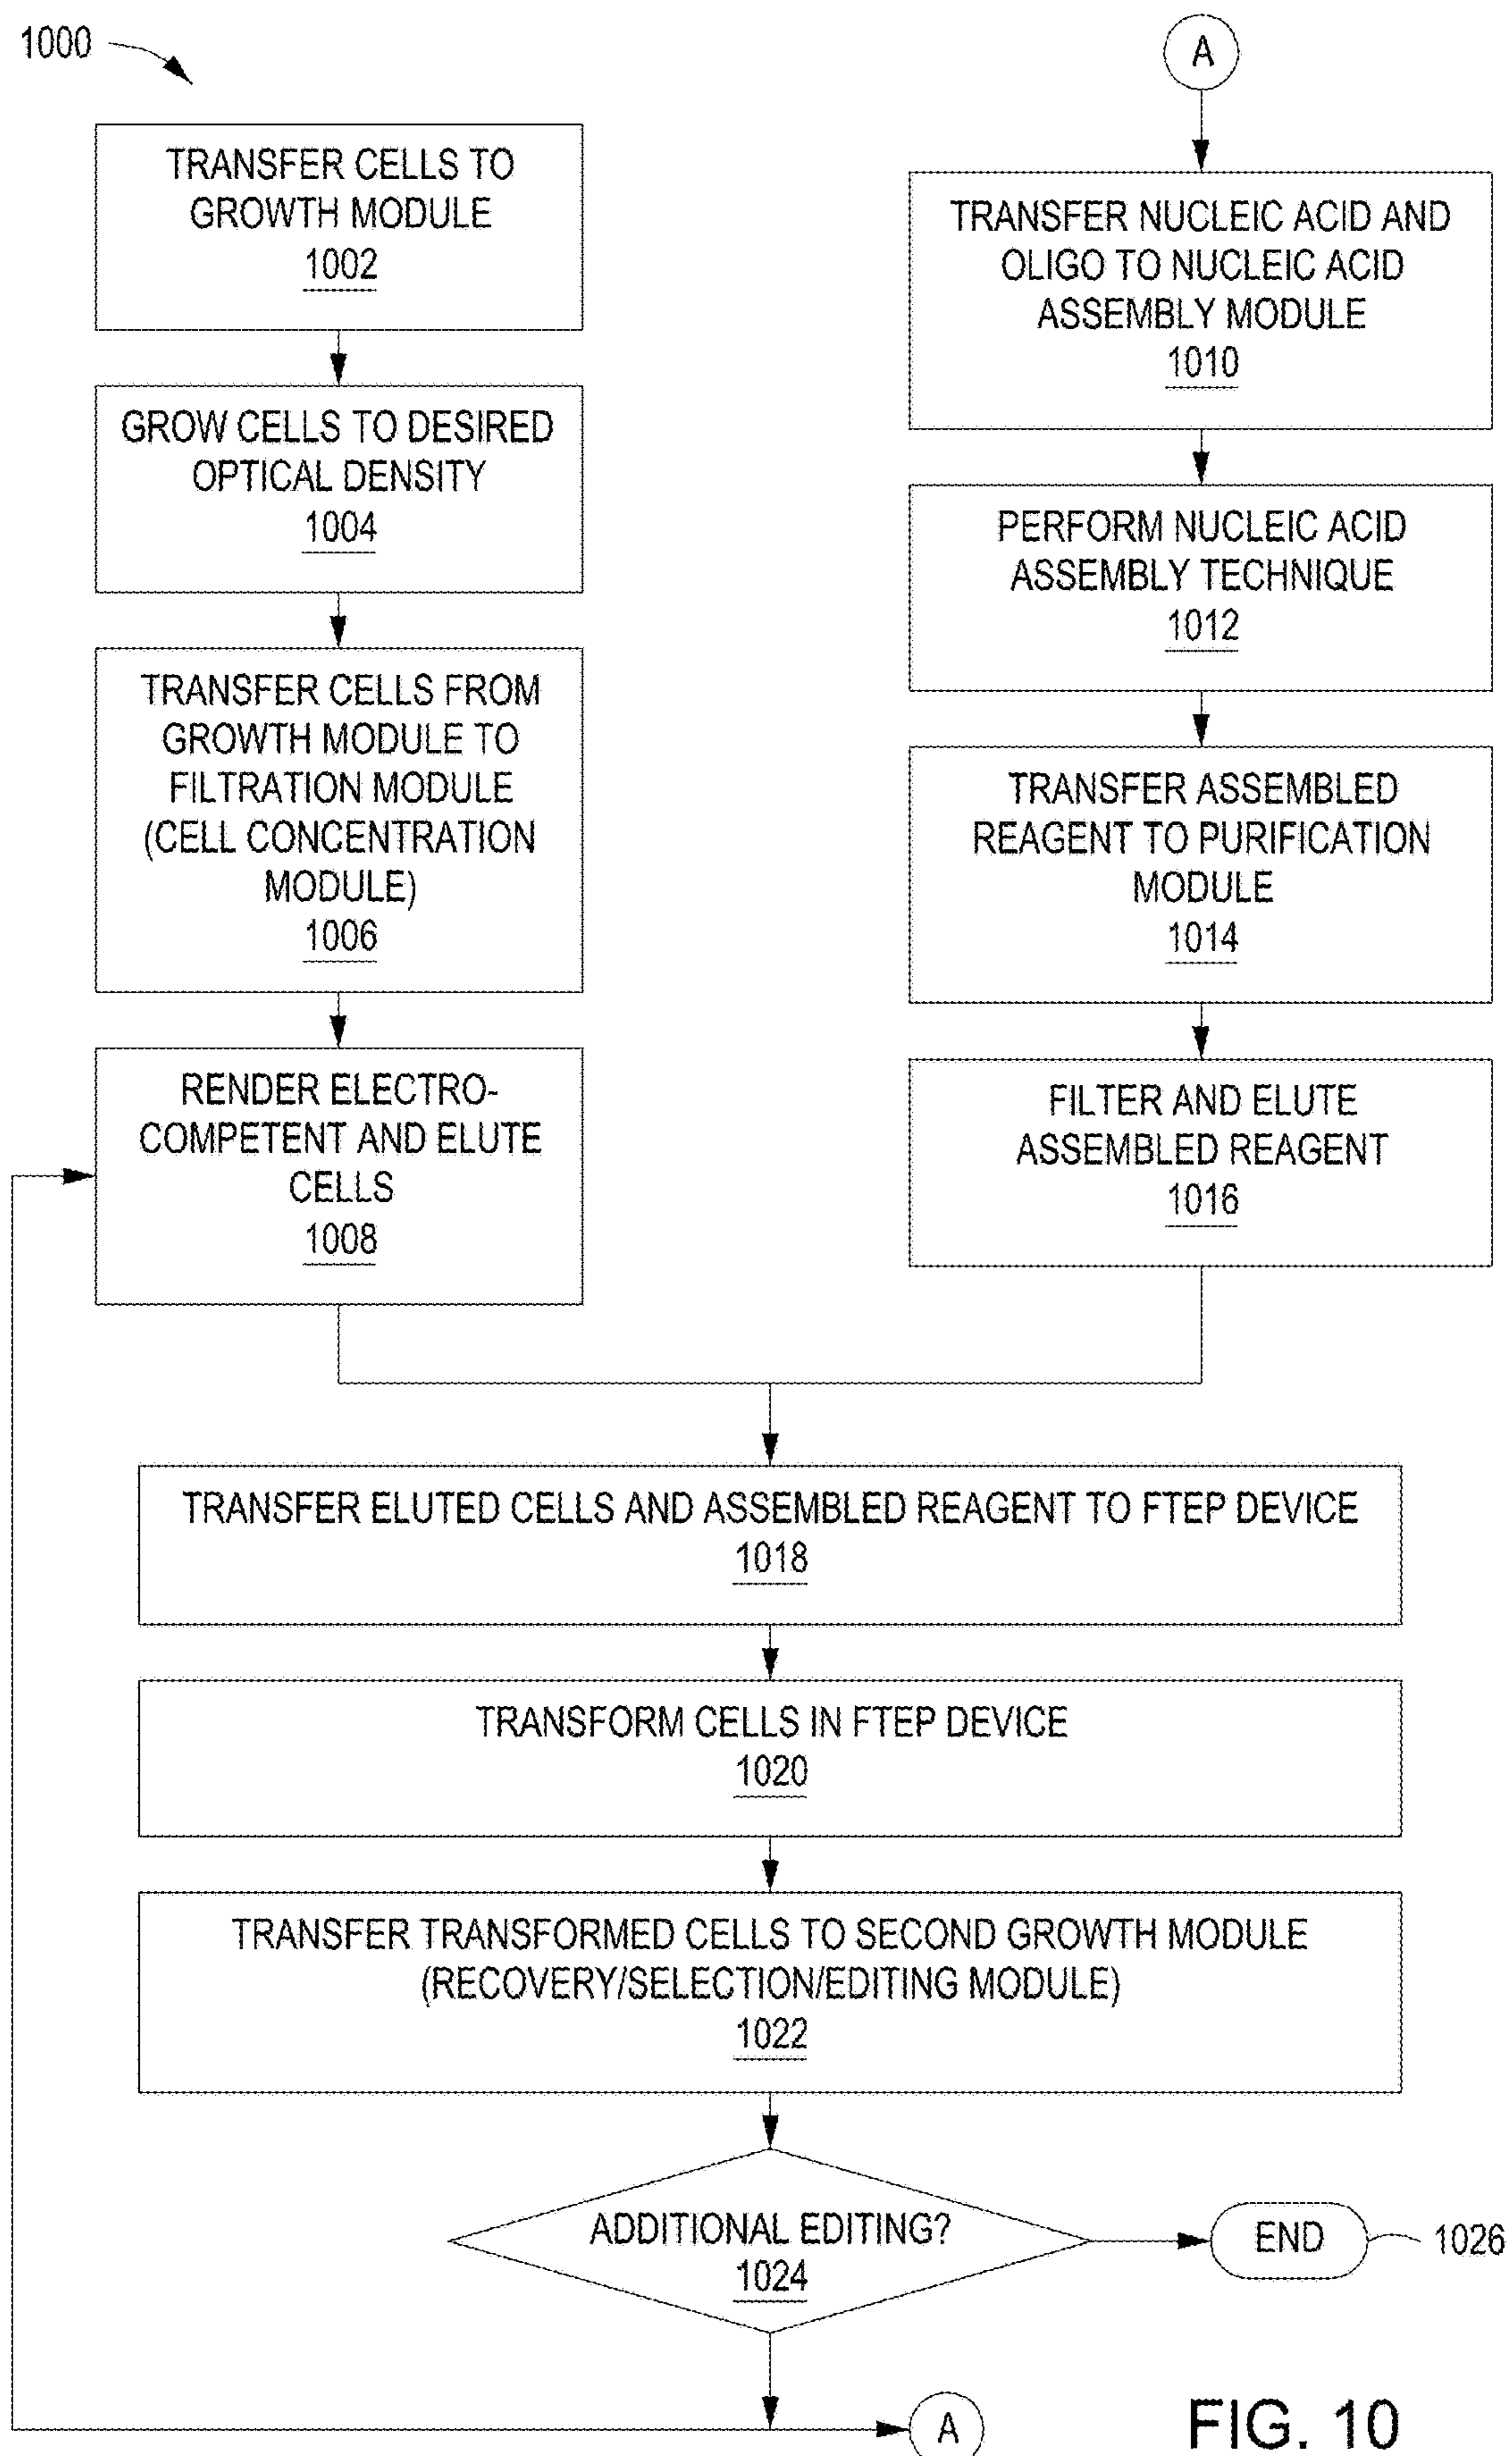 1000
TRANSFER CELLS TO
GROWTH MODULE
1002
GROW CELLS TO DESIRED
OPTICAL DENSITY
1004
TRANSFER CELLS FROM
GROWTH MODULE TO
FILTRATION MODULE
(CELL CONCENTRATION
MODULE)
1006
RENDER ELECTRO-
COMPETENT AND ELUTE
CELLS
1008
A
TRANSFER NUCLEIC ACID AND
OLIGO TO NUCLEIC ACID
ASSEMBLY MODULE
1010
PERFORM NUCLEIC ACID
ASSEMBLY TECHNIQUE
1012
TRANSFER ASSEMBLED
REAGENT TO PURIFICATION
MODULE
1014
FILTER AND ELUTE
ASSEMBLED REAGENT
1016
TRANSFER ELUTED CELLS AND ASSEMBLED REAGENT TO FTEP DEVICE
1018
TRANSFORM CELLS IN FTEP DEVICE
1020
TRANSFER TRANSFORMED CELLS TO SECOND GROWTH MODULE
(RECOVERY/SELECTION/EDITING MODULE)
1022
ADDITIONAL EDITING?
1024
END
1026
A
FIG. 10